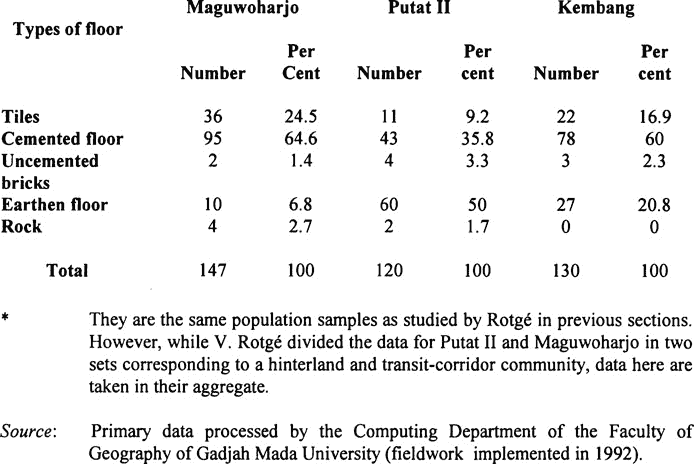 Types of floor Maguwoharjo Putat II Kembang
Number Per Cent Number Per cent Number Per cent
Tiles 36 24.5 11 9.2 22 16.9
Cemented floor 95 64.6 43 35.8 78 60
Uncemented bricks 2 1.4 4 3.3 3 2.3
Earthen floor 10 6.8 60 50 27 20.8
Rock 4 2.7 2 1.7 0 0
Total 147 100 120 100 130 100
* They are the same population samples as studied by Rotgé in previous sections.
However, while V. Rotgé divided the data for Putat II and Maguwoharjo in two
sets corresponding to a hinterland and transit-corridor community, data here are
taken in their aggregate.
Source: Primary data processed by the Computing Department of the Faculty of
Geography of Gadjah Mada University (fieldwork implemented in 1992).